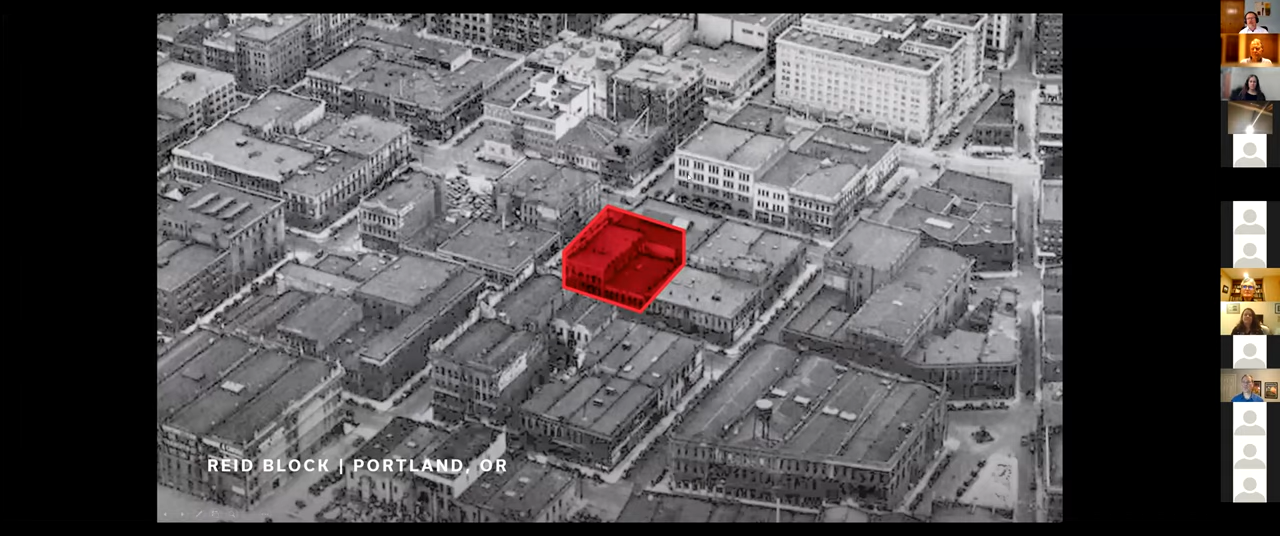 REID BLOCK | PORTLAND, OR